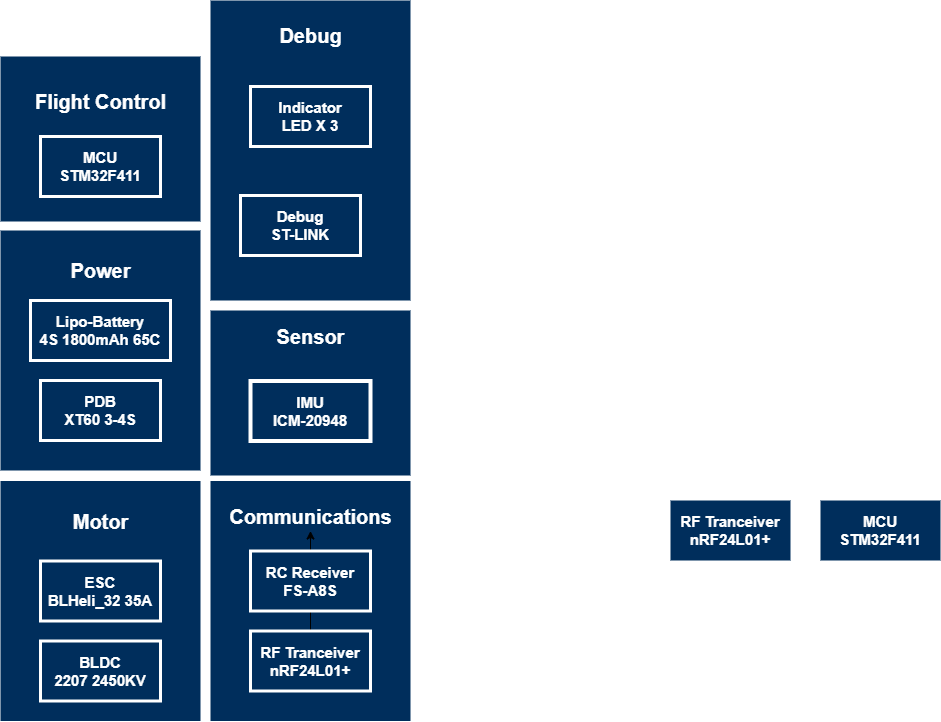 Debug
Indicator
LED X 3
Debug
ST-LINK
Flight Control
MCU
STM32F411
Power
Lipo-Battery
4S 1800mAh 65C
PDB
XT60 3-4S
Sensor
IMU
ICM-20948
Motor
ESC
BLHeli_32 35A
BLDC
2207 2450KV
Communications
RC Receiver
FS-A8S
RF Tranceiver
nRF24L01+
RF Tranceiver
nRF24L01+
MCU
STM32F411